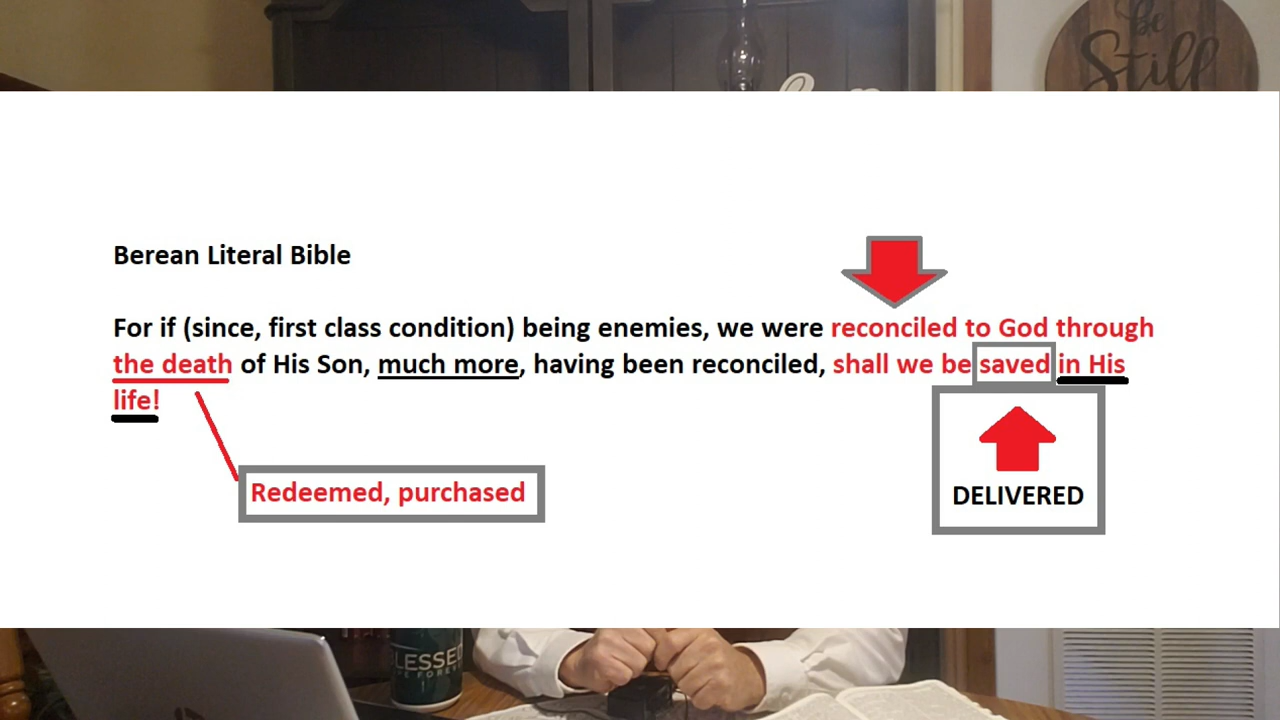 be
Still
Berean Literal Bible
For if (since, first class condition) being enemies, we were reconciled to God through
the death of His Son, much more, having been reconciled, shall we be saved in His
life!
Redeemed, purchased
DELIVERED